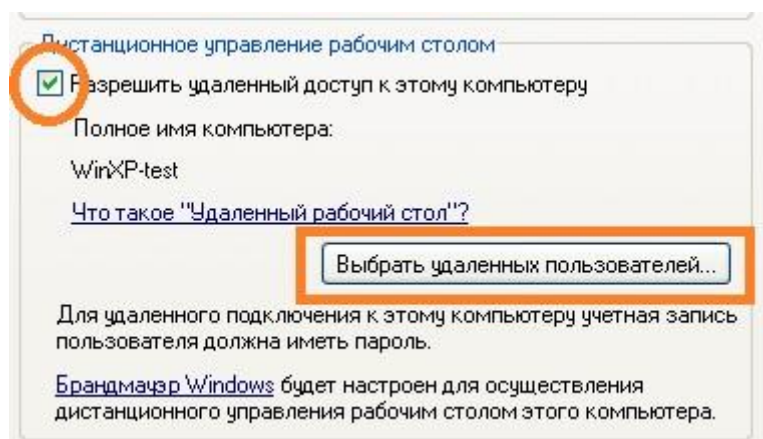 Дистанционное управление рабочим столом
Разрешить удаленный доступ к этому компьютеру
Полное имя компьютера:
WinXP-test
Что такое "Удаленный рабочий стол"?
Выбрать удаленных пользователей...
Для удаленного подключения к этому компьютеру учетная запись
пользователя должна иметь пароль.
Брандмауэр Windows будет настроен для осуществления
дистанционного управления рабочим столом этого компьютера.